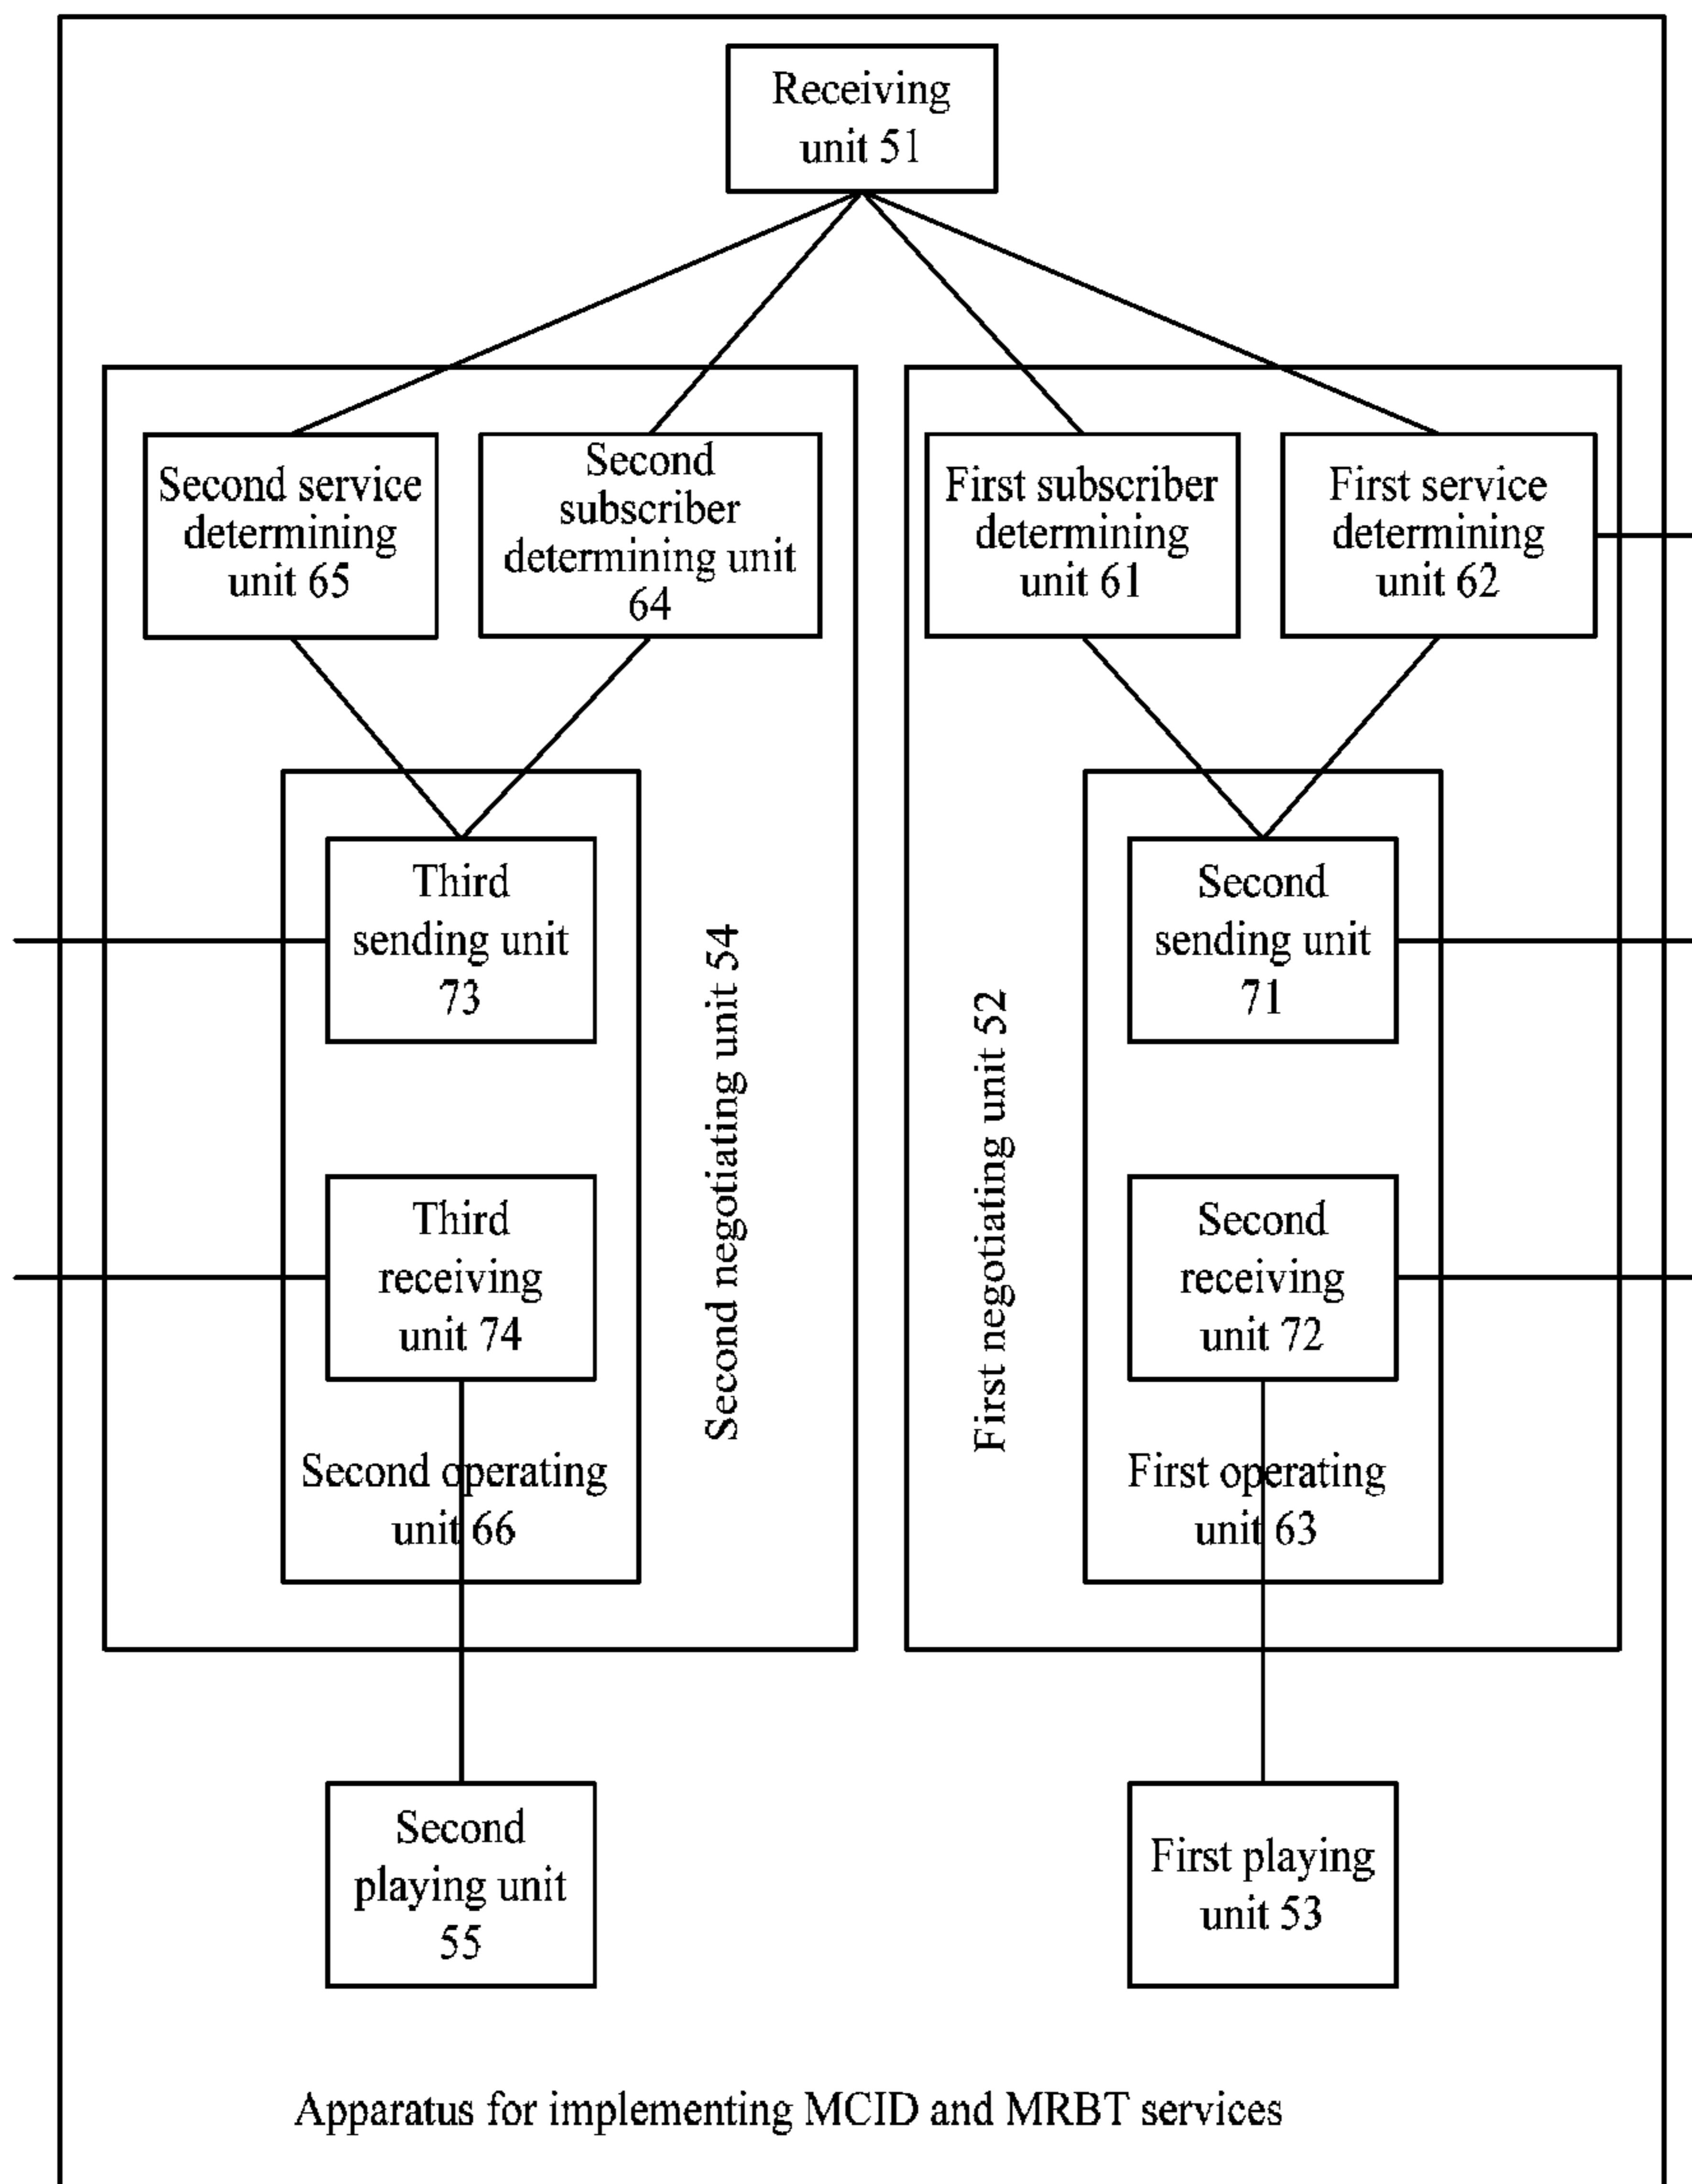 Receiving
unit 51
Second service
determining
unit 65
Second
subscriber
determining unit
64
First subscriber
determining
unit 61
First service
determining
unit 62
Third
sending unit
73
Second
sending unit
71
Third
receiving
unit 74
Second
receiving
unit 72
Second negotiating unit 54
First negotiating unit 52
Second operating
unit 66
First operating
unit 63
Second
playing unit
55
First playing
unit 53
Apparatus for implementing MCID and MRBT services